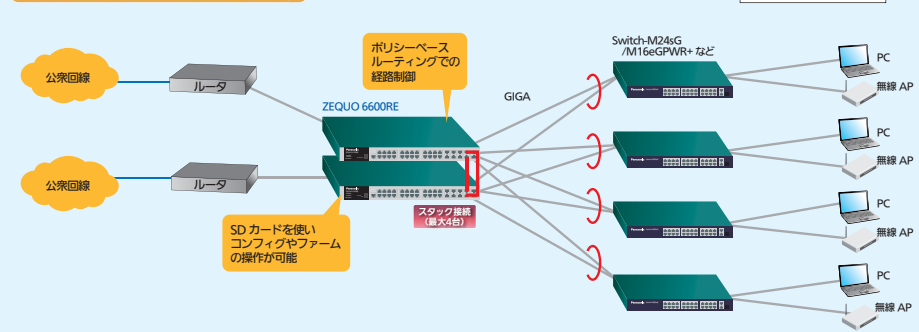 ポリシーベース
ルーティングでの
経路制御
Switch-M24sG
/M16eGPWR+ など
公衆回線
ルータ
ZEQUO 6600RE
GIGA
PC
無線 AP
PC
無線 AP
公衆回線
ルータ
スタック接続
(最大4台)
SD カードを使い
コンフィグやファーム
の操作が可能
PC
無線 AP
PC
無線 AP